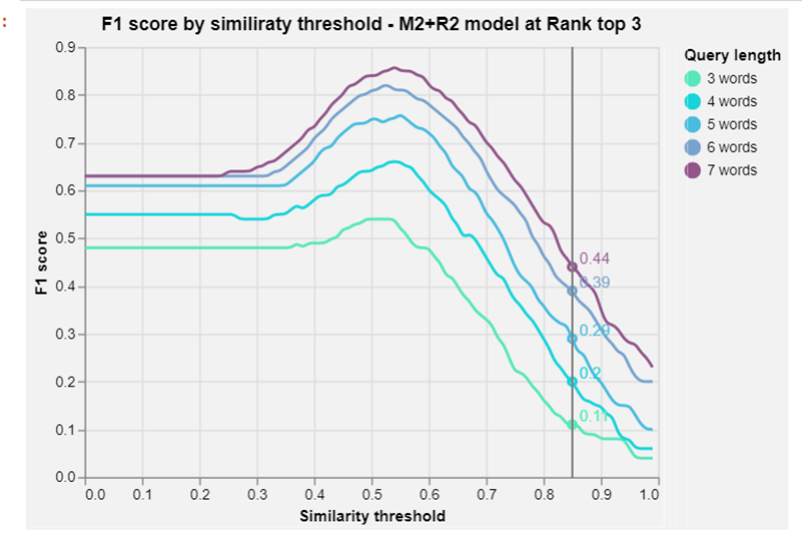 :
F1 score by similiraty threshold - M2+R2 model at Rank top 3
Query length
3 words
4 words
5 words
6 words
7 words
F1 score
0.9
0.8
0.7
0.6
0.5
0.4
0.3
0.2
0.1
0.0
0.44
0.39
0.29
0.2
0.11
0.0 0.1 0.2 0.3 0.4 0.5 0.6 0.7 0.8 0.9 1.0
Similarity threshold